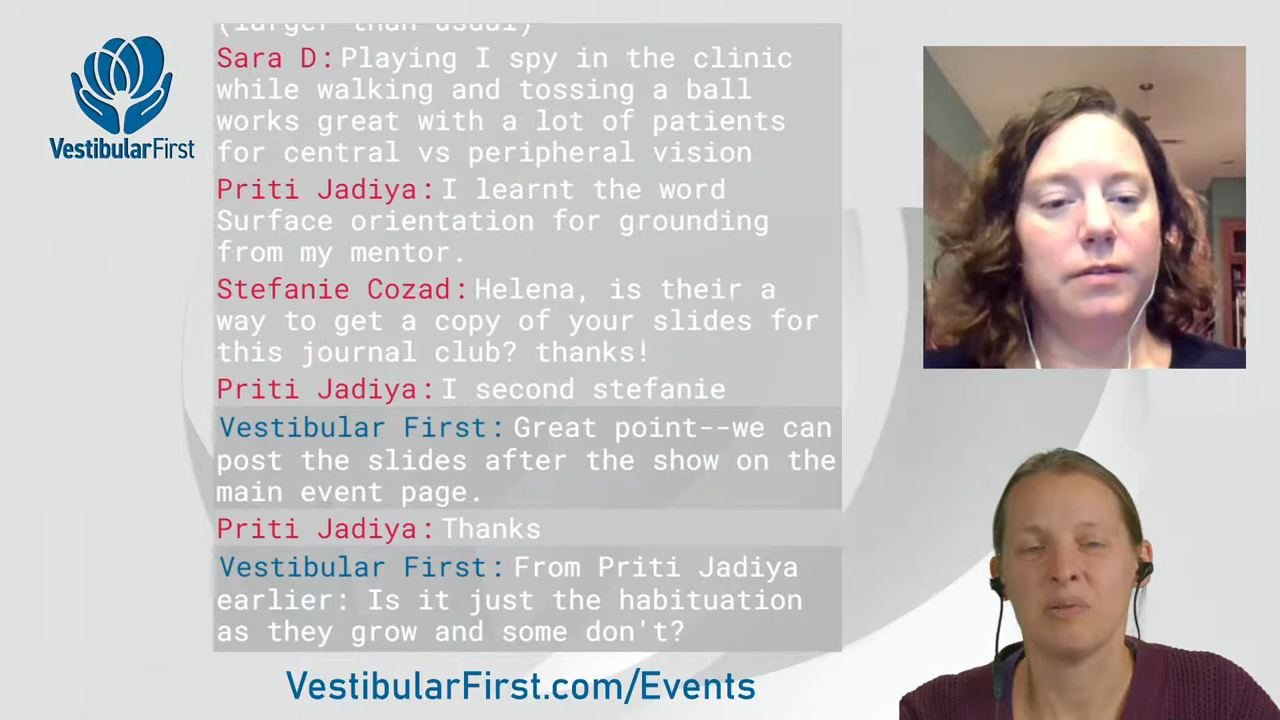 (larger than usual)
Sara D: Playing I spy in the clinic
while walking and tossing a ball
works great with a lot of patients
for central vs peripheral vision
Priti Jadiya: I learnt the word
Surface orientation for grounding
from my mentor.
Stefanie Cozad: Helena, is their a
way to get a copy of your slides for
this journal club? thanks!
Priti Jadiya: I second stefanie
Vestibular First: Great point--we can
post the slides after the show on the
main event page.
Priti Jadiya: Thanks
Vestibular First: From Priti Jadiya
earlier: Is it just the habituation
as they grow and some don't?
VestibularFirst
VestibularFirst.com/Events